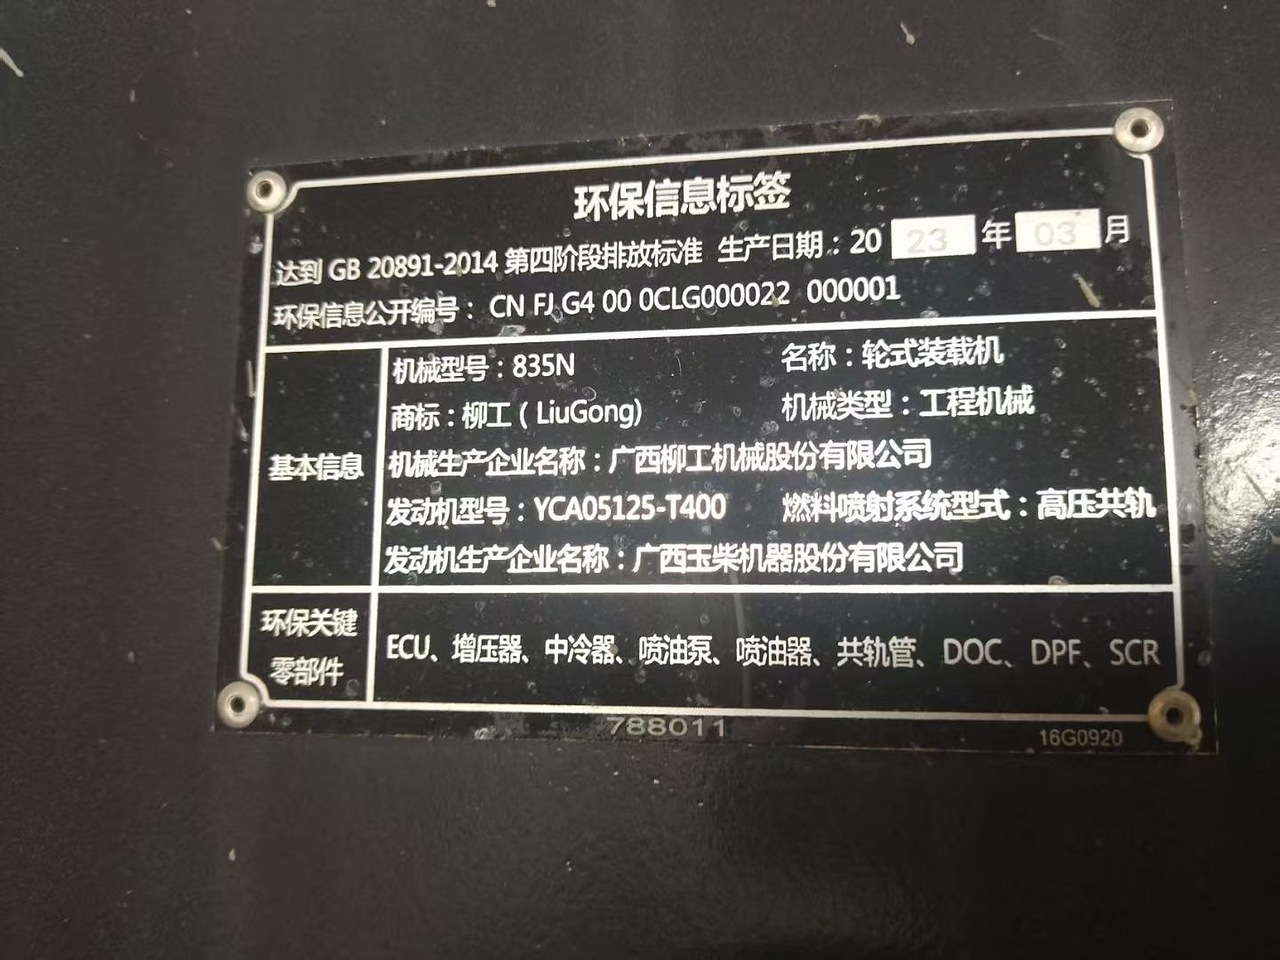 环保信息标签
达到 GB 20891-2014 第四阶段排放标准 生产日期：20 23 年 03 月
环保信息公开编号： CN FJ G4 00 0CLG000022 000001
基本信息
机械型号：835N 名称：轮式装载机
商标：柳工（LiuGong） 机械类型：工程机械
机械生产企业名称：广西柳工机械股份有限公司
发动机型号：YCA05125-T400 燃料喷射系统型式：高压共轨
发动机生产企业名称：广西玉柴机器股份有限公司
环保关键
零部件
ECU、增压器、中冷器、喷油泵、喷油器、共轨管、DOC、DPF、SCR
788011
16G0920